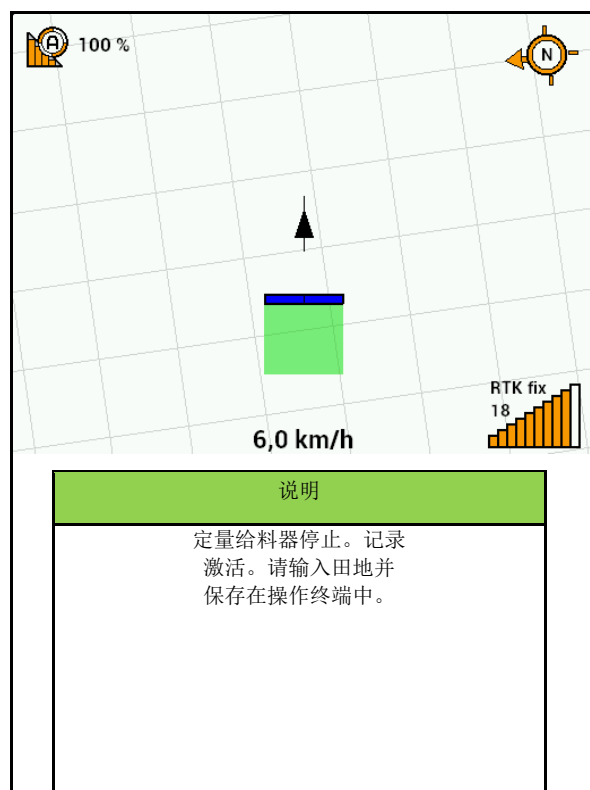 A 100 %
N
RTK fix
18
6,0 km/h
说明
定量给料器停止。记录
激活。请输入田地并
保存在操作终端中。